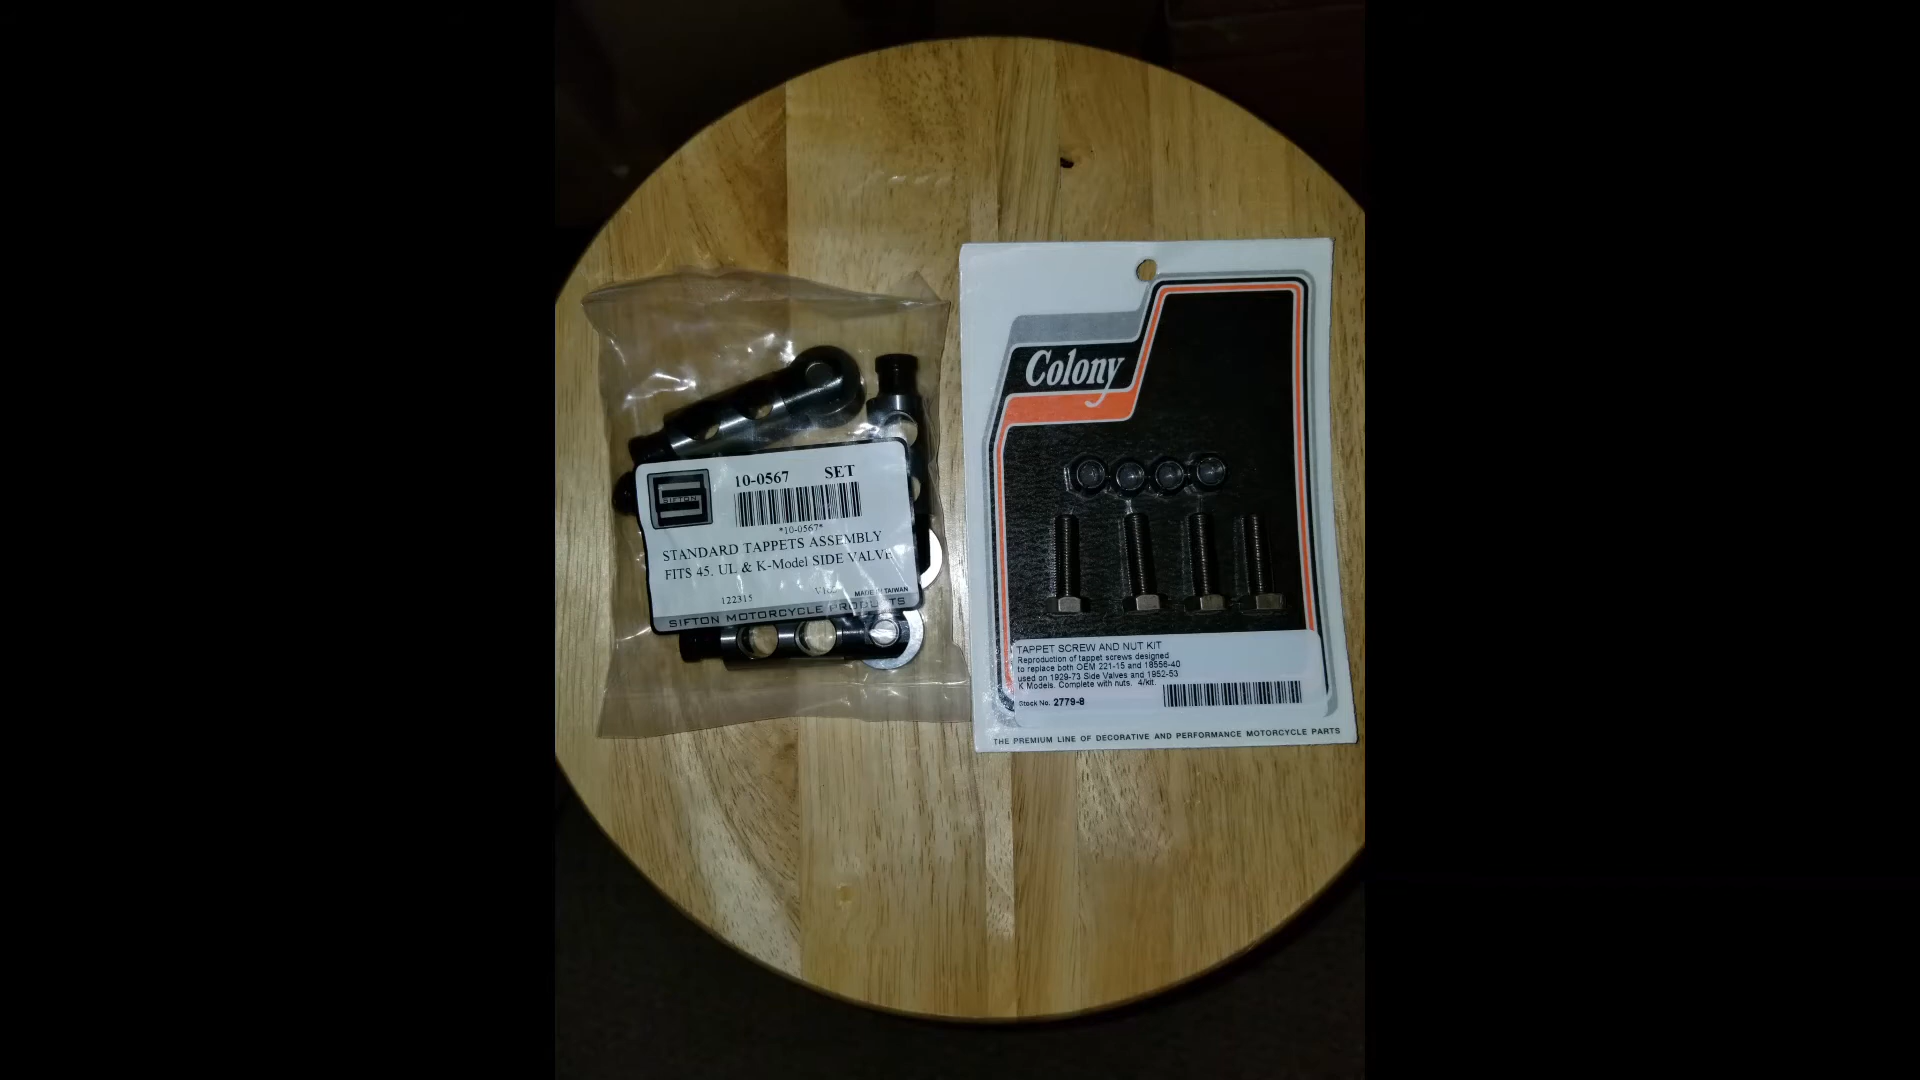 10-0567 SET
SIFTON
*10-0567*
STANDARD TAPPETS ASSEMBLY
FITS 45. UL & K-Model SIDE VALVE
122315
MADE IN TAIWAN
SIFTON MOTORCYCLE PRODUCTS
Colony
TAPPET SCREW AND NUT KIT
Reproduction of tappet screws designed
to replace both OEM 221-15 and 18556-40
used on 1929-73 Side Valves and 1952-53
K Models. Complete with nuts. 4/kit.
Stock No. 2779-8
THE PREMIUM LINE OF DECORATIVE AND PERFORMANCE MOTORCYCLE PARTS